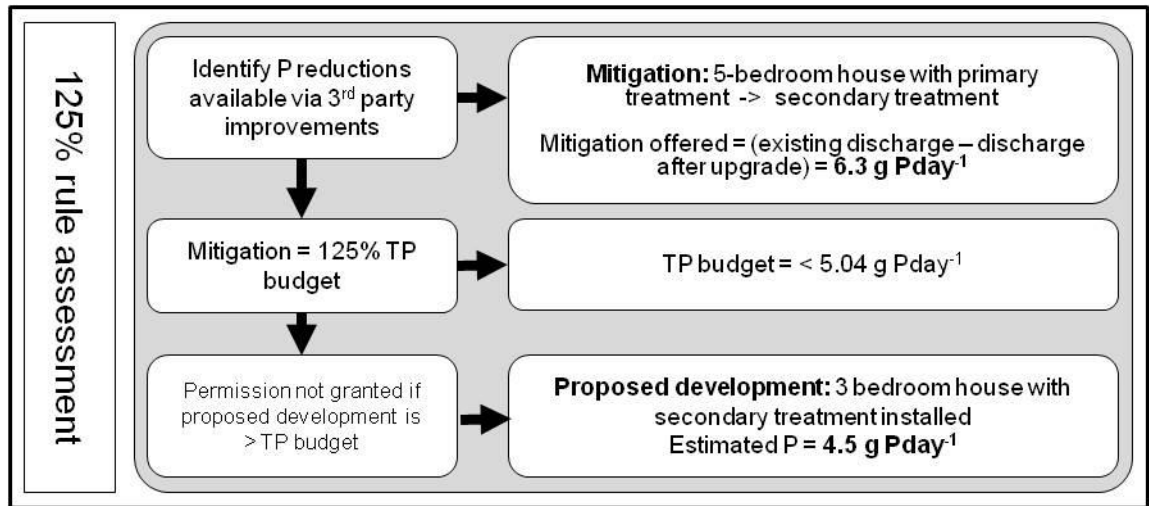 125% rule assessment
Identify P reductions
available via 3rd party
improvements
Mitigation: 5-bedroom house with primary
treatment -> secondary treatment
Mitigation offered = (existing discharge – discharge
after upgrade) = 6.3 g Pday-1
Mitigation = 125% TP
budget
TP budget = < 5.04 g Pday-1
Permission not granted if
proposed development is
> TP budget
Proposed development: 3 bedroom house with
secondary treatment installed
Estimated P = 4.5 g Pday-1